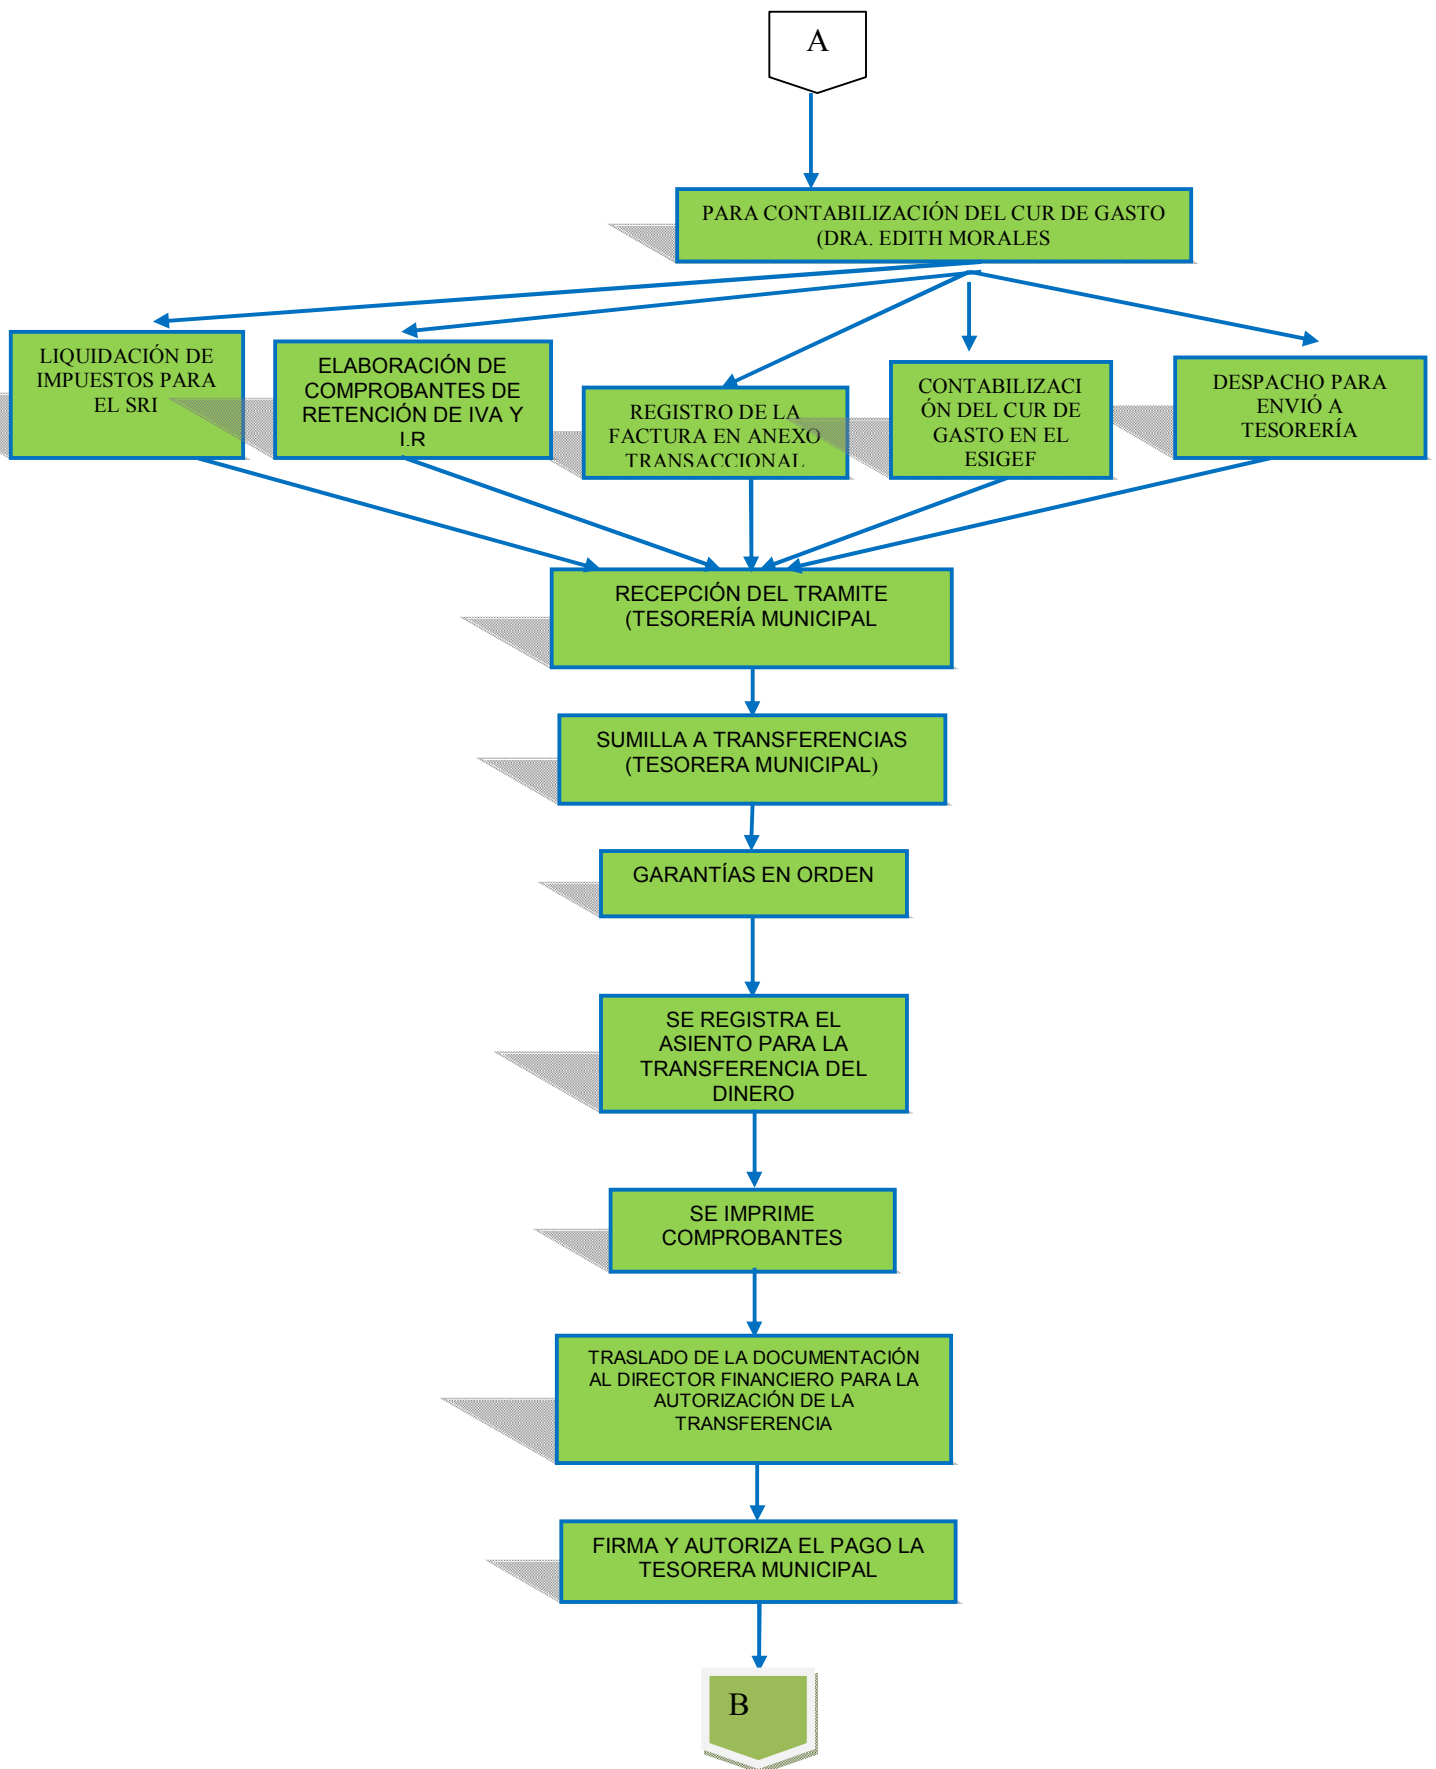 A
PARA CONTABILIZACIÓN DEL CUR DE GASTO
(DRA. EDITH MORALES
LIQUIDACIÓN DE
IMPUESTOS PARA
EL SRI
ELABORACIÓN DE
COMPROBANTES DE
RETENCIÓN DE IVA Y
I.R
REGISTRO DE LA
FACTURA EN ANEXO
TRANSACCIONAL
CONTABILIZACI
ÓN DEL CUR DE
GASTO EN EL
ESIGEF
DESPACHO PARA
ENVIÓ A
TESORERÍA
RECEPCIÓN DEL TRAMITE
(TESORERÍA MUNICIPAL
SUMILLA A TRANSFERENCIAS
(TESORERA MUNICIPAL)
GARANTÍAS EN ORDEN
SE REGISTRA EL
ASIENTO PARA LA
TRANSFERENCIA DEL
DINERO
SE IMPRIME
COMPROBANTES
TRASLADO DE LA DOCUMENTACIÓN
AL DIRECTOR FINANCIERO PARA LA
AUTORIZACIÓN DE LA
TRANSFERENCIA
FIRMA Y AUTORIZA EL PAGO LA
TESORERA MUNICIPAL
B